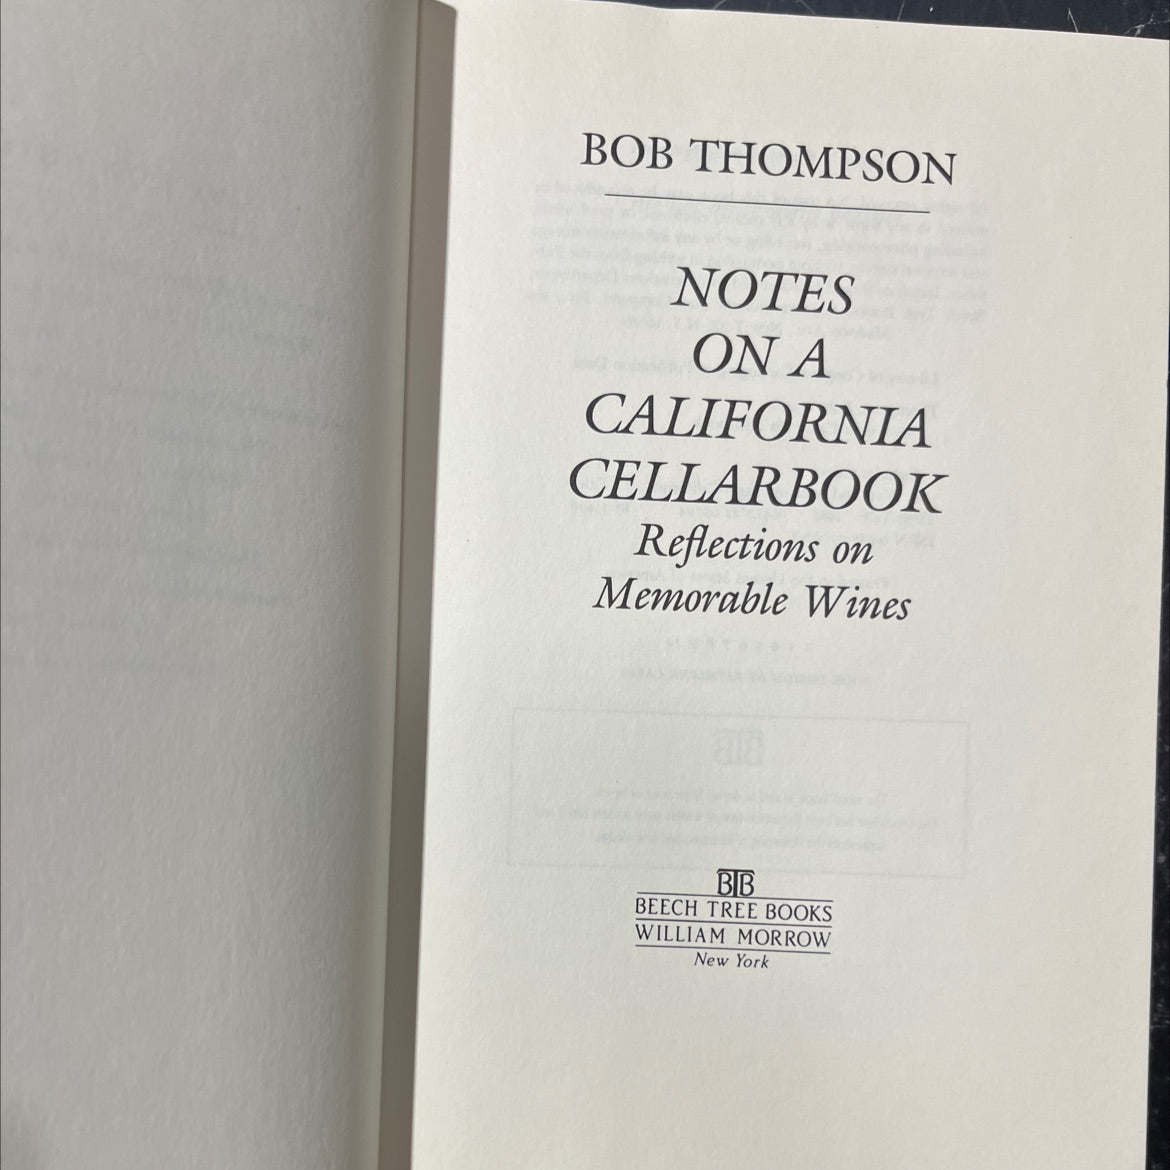 BOB THOMPSON
NOTES
ON A
CALIFORNIA
CELLARBOOK
Reflections on
Memorable Wines
BTB
BEECH TREE BOOKS
WILLIAM MORROW
New York